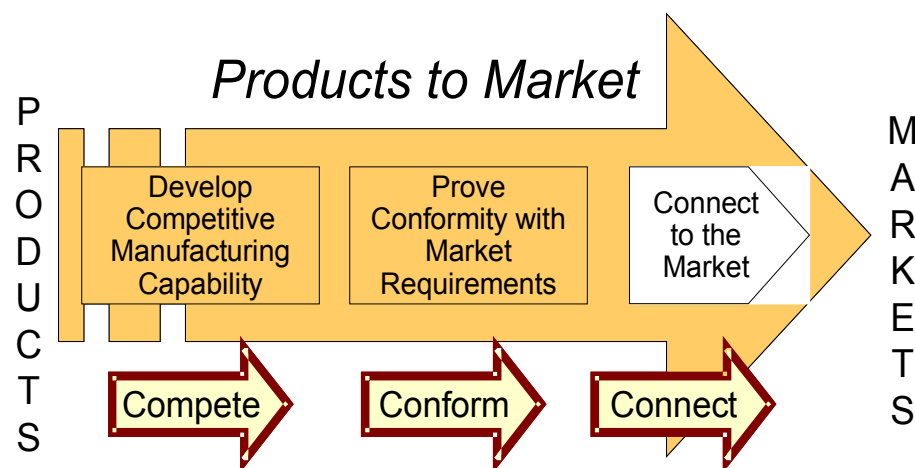 Products to Market
PRODUCTS
Develop
Competitive
Manufacturing
Capability
Prove
Conformity with
Market
Requirements
Connect
to the
Market
MARKETS
Compete
Conform
Connect